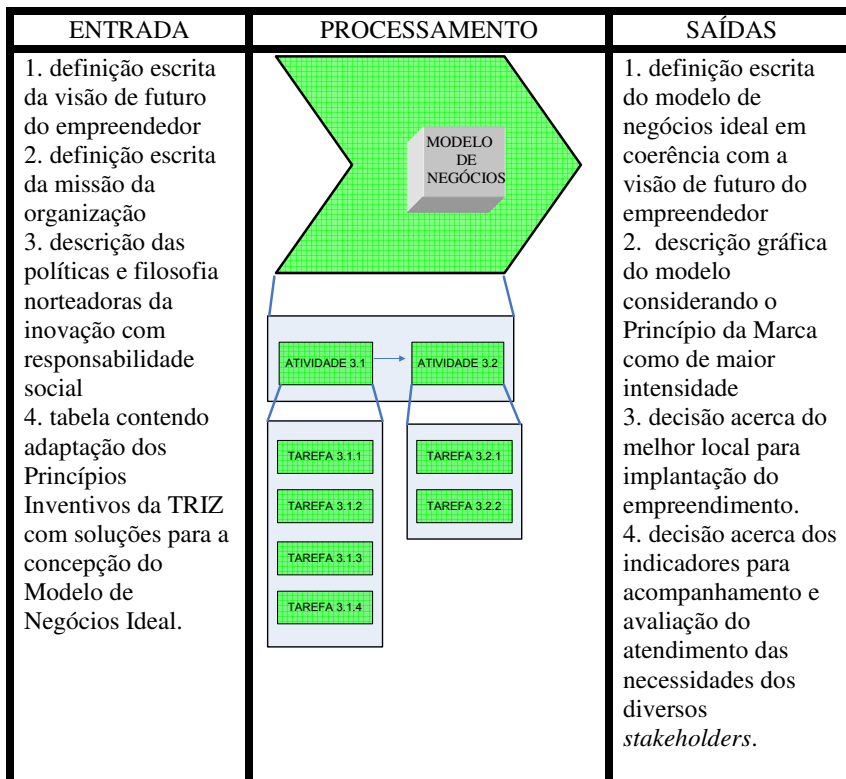 ENTRADA
PROCESSAMENTO
SAÍDAS
1. definição escrita
da visão de futuro
do empreendedor
2. definição escrita
da missão da
organização
3. descrição das
políticas e filosofia
norteadoras da
inovação com
responsabilidade
social
4. tabela contendo
adaptação dos
Princípios
Inventivos da TRIZ
com soluções para a
concepção do
Modelo de
Negócios Ideal.
MODELO
DE
NEGÓCIOS
ATIVIDADE 3.1
ATIVIDADE 3.2
TAREFA 3.1.1
TAREFA 3.1.2
TAREFA 3.1.3
TAREFA 3.1.4
TAREFA 3.2.1
TAREFA 3.2.2
1. definição escrita
do modelo de
negócios ideal em
coerência com a
visão de futuro do
empreendedor
2. descrição gráfica
do modelo
considerando o
Princípio da Marca
como de maior
intensidade
3. decisão acerca do
melhor local para
implantação do
empreendimento.
4. decisão acerca dos
indicadores para
acompanhamento e
avaliação do
atendimento das
necessidades dos
diversos
stakeholders.